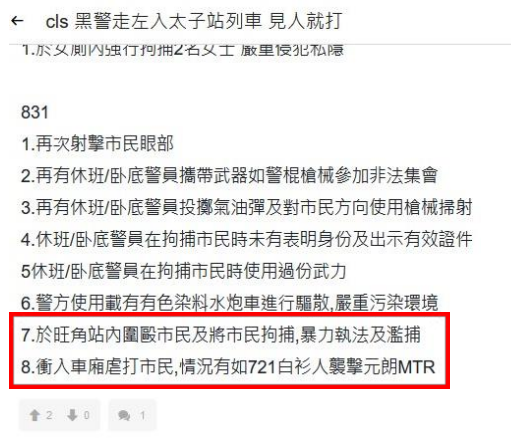 ← cls 黑警走左入太子站列車 見人就打
1.於女廁內強行拘捕2名女士 嚴重侵犯私隱
831
1.再次射擊市民眼部
2.再有休班/卧底警員攜帶武器如警棍槍械參加非法集會
3.再有休班/卧底警員投擲氣油彈及對市民方向使用槍械掃射
4.休班/卧底警員在拘捕市民時未有表明身份及出示有效證件
5休班/卧底警員在拘捕市民時使用過份武力
6.警方使用載有有色染料水炮車進行驅散,嚴重污染環境
7.於旺角站內圍毆市民及將市民拘捕,暴力執法及濫捕
8.衝入車廂虐打市民,情況有如721白衫人襲擊元朗MTR
2 0 1